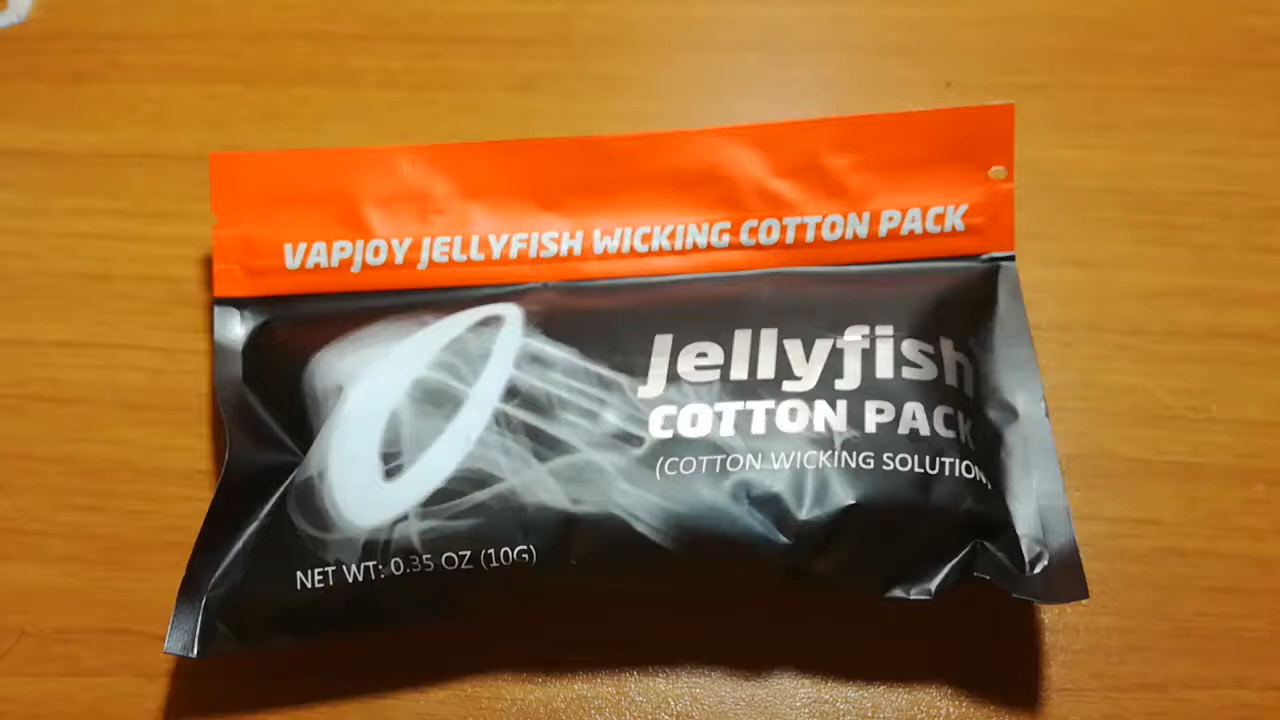 VAPJOY JELLYFISH WICKING COTTON PACK
Jellyfish
COTTON PACK
(COTTON WICKING SOLUTION)
NET WT: 0.35 OZ (10G)